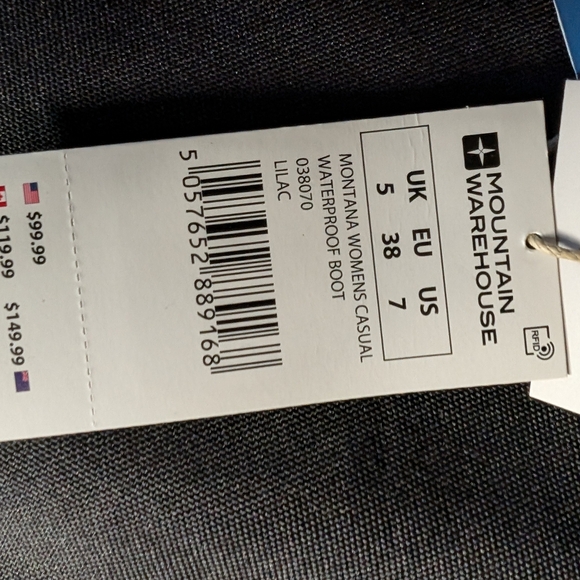 RFID
MOUNTAIN
WAREHOUSE
UK EU US
5 38 7
MONTANA WOMENS CASUAL
WATERPROOF BOOT
038070
LILAC
5 057652 889168
$99.99
$119.99 $149.99